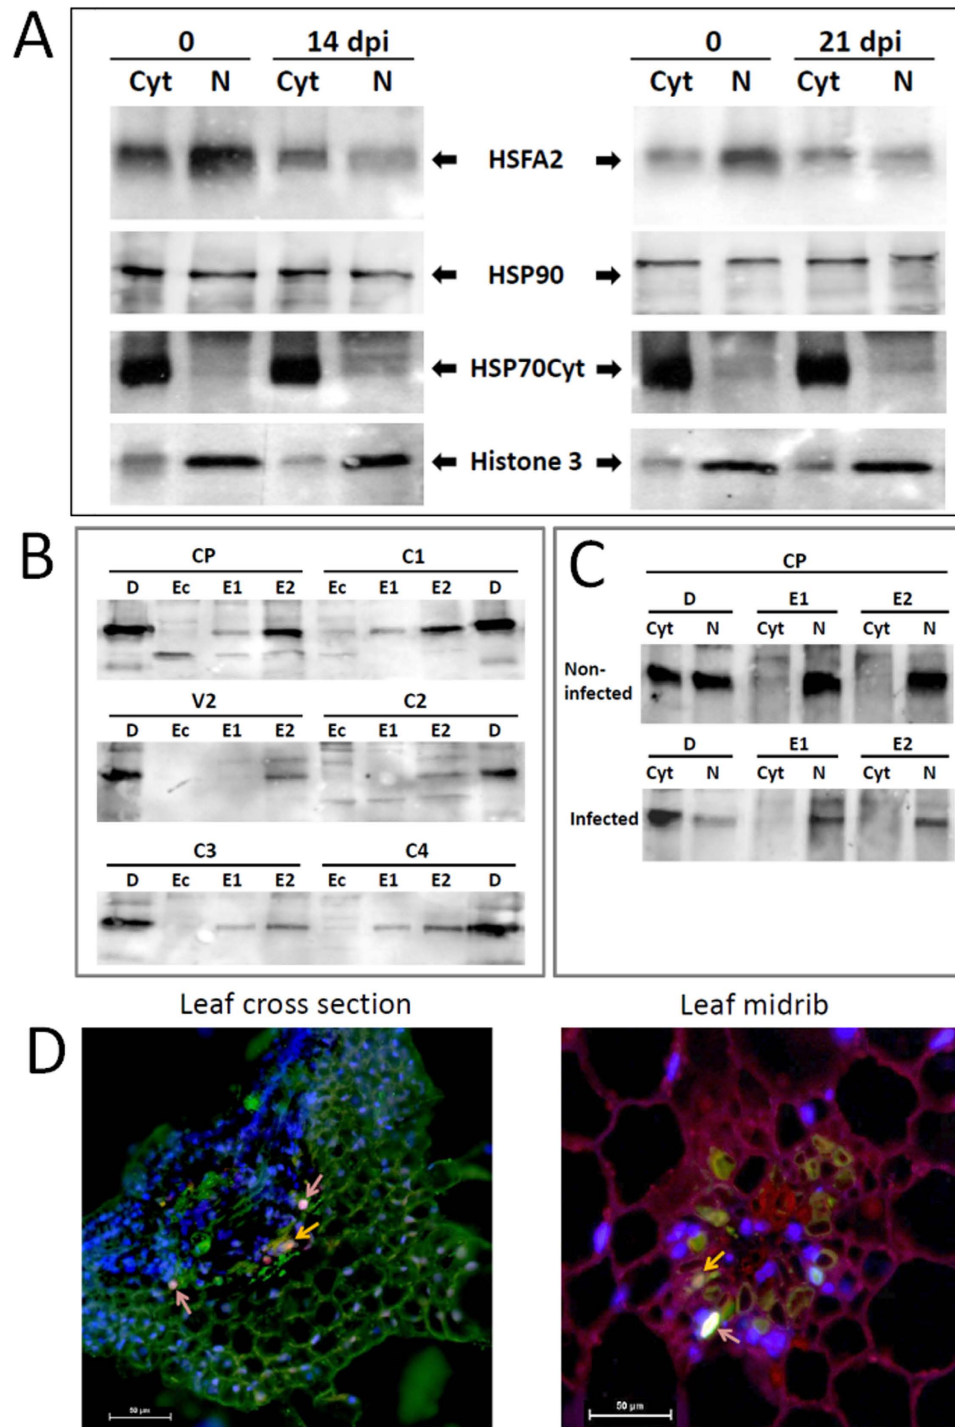 A
0 14 dpi 0 21 dpi
Cyt N Cyt N Cyt N Cyt N
HSFA2
HSP90
HSP70Cyt
Histone 3
B
CP C1
D Ec E1 E2 Ec E1 E2 D
V2 C2
D Ec E1 E2 Ec E1 E2 D
C3 C4
D Ec E1 E2 Ec E1 E2 D
C
CP
D E1 E2
Cyt N Cyt N Cyt N
Non-
infected
D E1 E2
Cyt N Cyt N Cyt N
Infected
D
Leaf cross section Leaf midrib
50 µm 50 µm